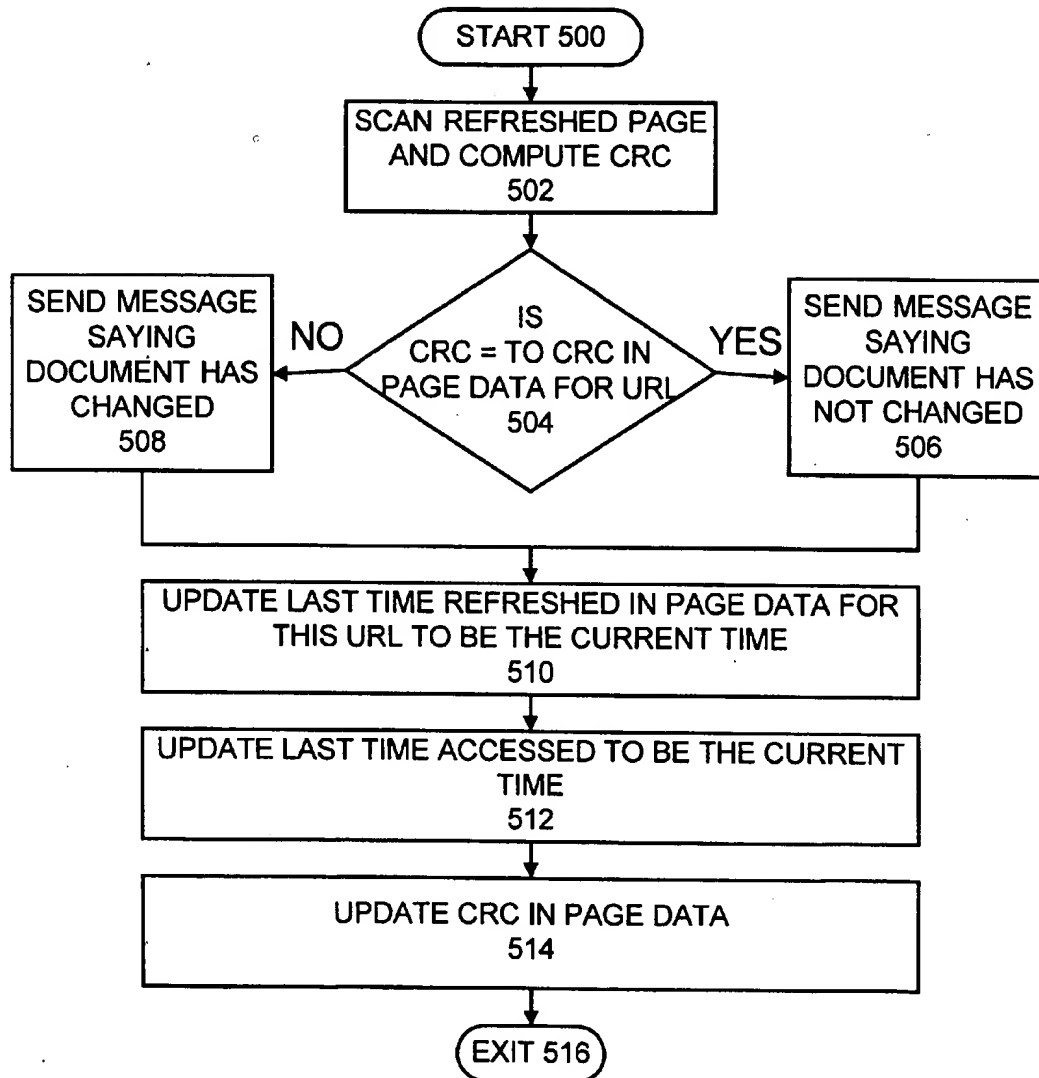 START 500
SCAN REFRESHED PAGE
AND COMPUTE CRC
502
IS
CRC = TO CRC IN
PAGE DATA FOR URL
504
NO
YES
SEND MESSAGE
SAYING
DOCUMENT HAS
CHANGED
508
SEND MESSAGE
SAYING
DOCUMENT HAS
NOT CHANGED
506
UPDATE LAST TIME REFRESHED IN PAGE DATA FOR
THIS URL TO BE THE CURRENT TIME
510
UPDATE LAST TIME ACCESSED TO BE THE CURRENT
TIME
512
UPDATE CRC IN PAGE DATA
514
EXIT 516